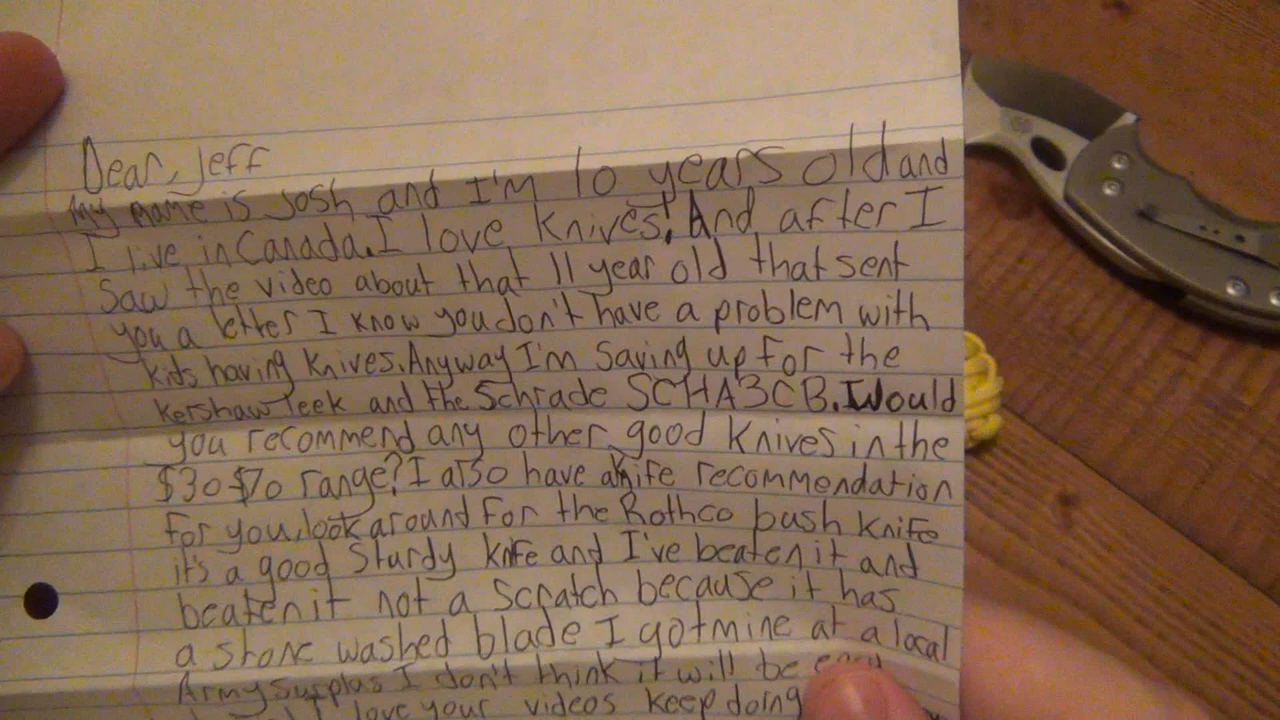 Dear, Jeff
My name is Josh and I'm 10 years old and
I live in Canada. I love knives! And after I
Saw the video about that 11 year old that sent
you a letter I know you don't have a problem with
kids having knives. Anyway I'm saving up for the
kershaw leek and the Schrade SCHA3CB. Would
you recommend any other good knives in the
$30 $70 range? I also have a knife recommendation
for you, look around for the Rothco bush knife
it's a good sturdy knife and I've beaten it and
beaten it not a scratch because it has
a stone washed blade I got mine at a local
Army surplas I don't think it will be
I love your videos keep doing